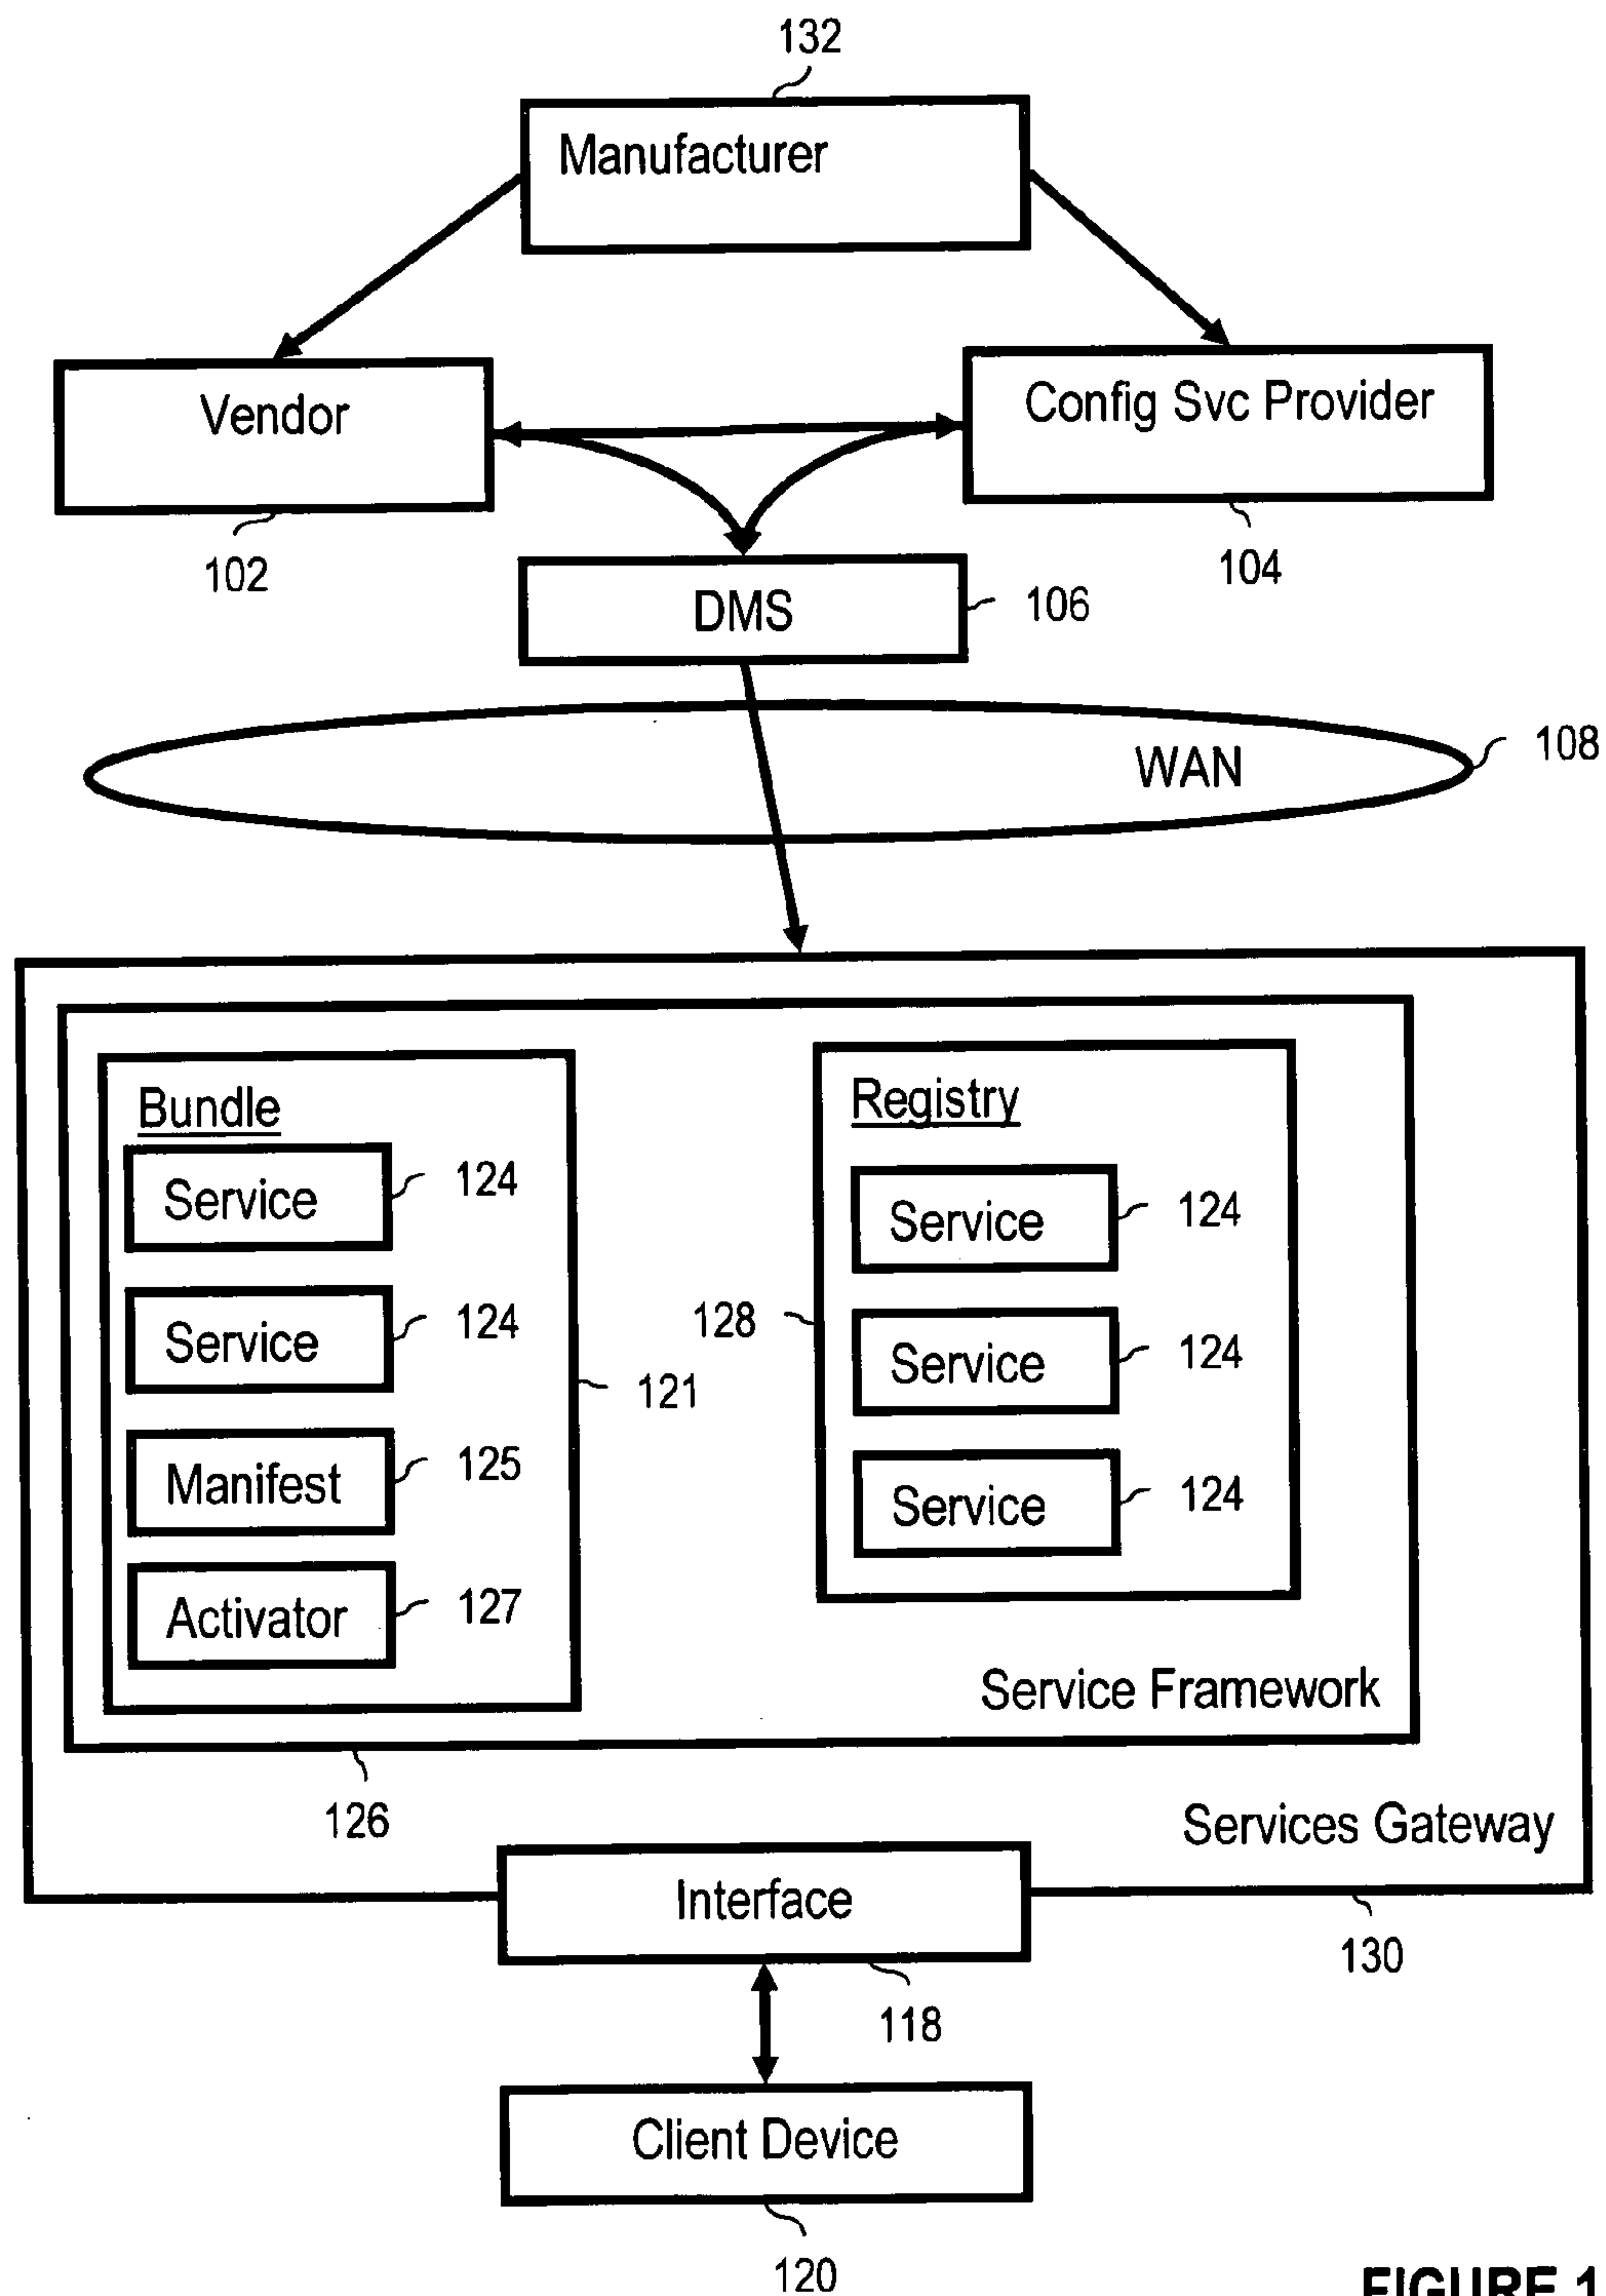 132
Manufacturer
Vendor
Config Svc Provider
102
104
DMS
106
WAN
108
Bundle
Registry
Service
124
Service
124
Service
124
128
Service
124
121
Manifest
125
Service
124
Activator
127
Service Framework
126
Services Gateway
Interface
130
118
Client Device
120
FIGURE 1